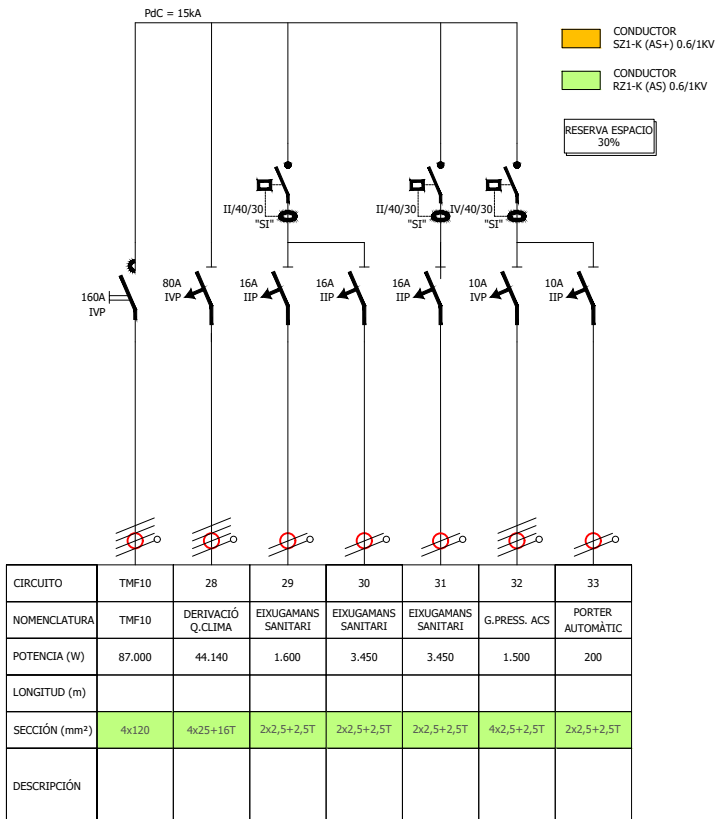 PdC = 15kA
CONDUCTOR
SZ1-K (AS+) 0.6/1KV
CONDUCTOR
RZ1-K (AS) 0.6/1KV
RESERVA ESPACIO
30%
II/40/30
"SI"
II/40/30
"SI"
IV/40/30
"SI"
160A
IVP
80A
IVP
16A
IIP
16A
IIP
16A
IIP
10A
IVP
10A
IIP
CIRCUITO TMF10 28 29 30 31 32 33
NOMENCLATURA TMF10 DERIVACIÓ Q.CLIMA EIXUGAMANS SANITARI EIXUGAMANS SANITARI EIXUGAMANS SANITARI G.PRESS. ACS PORTER AUTOMÀTIC
POTENCIA (W) 87.000 44.140 1.600 3.450 3.450 1.500 200
LONGITUD (m)
SECCIÓN (mm²) 4x120 4x25+16T 2x2,5+2,5T 2x2,5+2,5T 2x2,5+2,5T 4x2,5+2,5T 2x2,5+2,5T
DESCRIPCIÓN